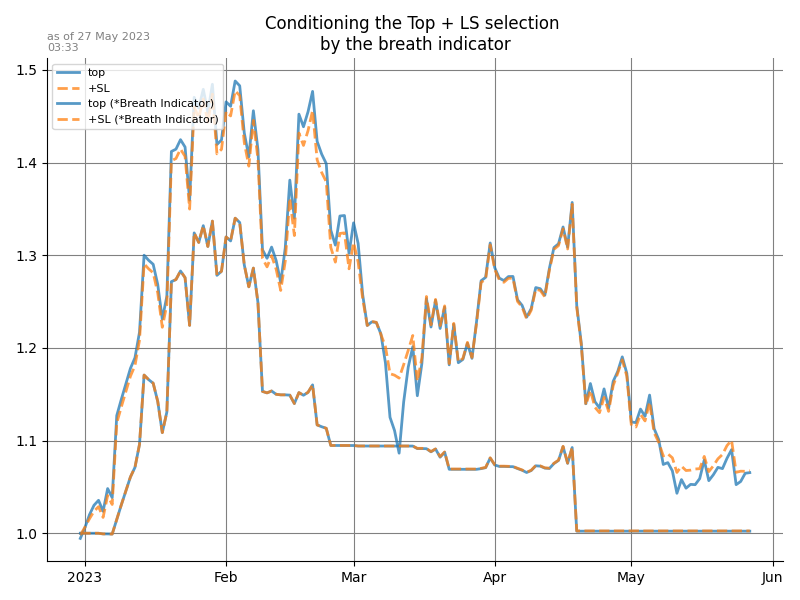 Conditioning the Top + LS selection
by the breath indicator
as of 27 May 2023
03:33
top
+SL
top (*Breath Indicator)
+SL (*Breath Indicator)
1.5
1.4
1.3
1.2
1.1
1.0
2023 Feb Mar Apr May Jun